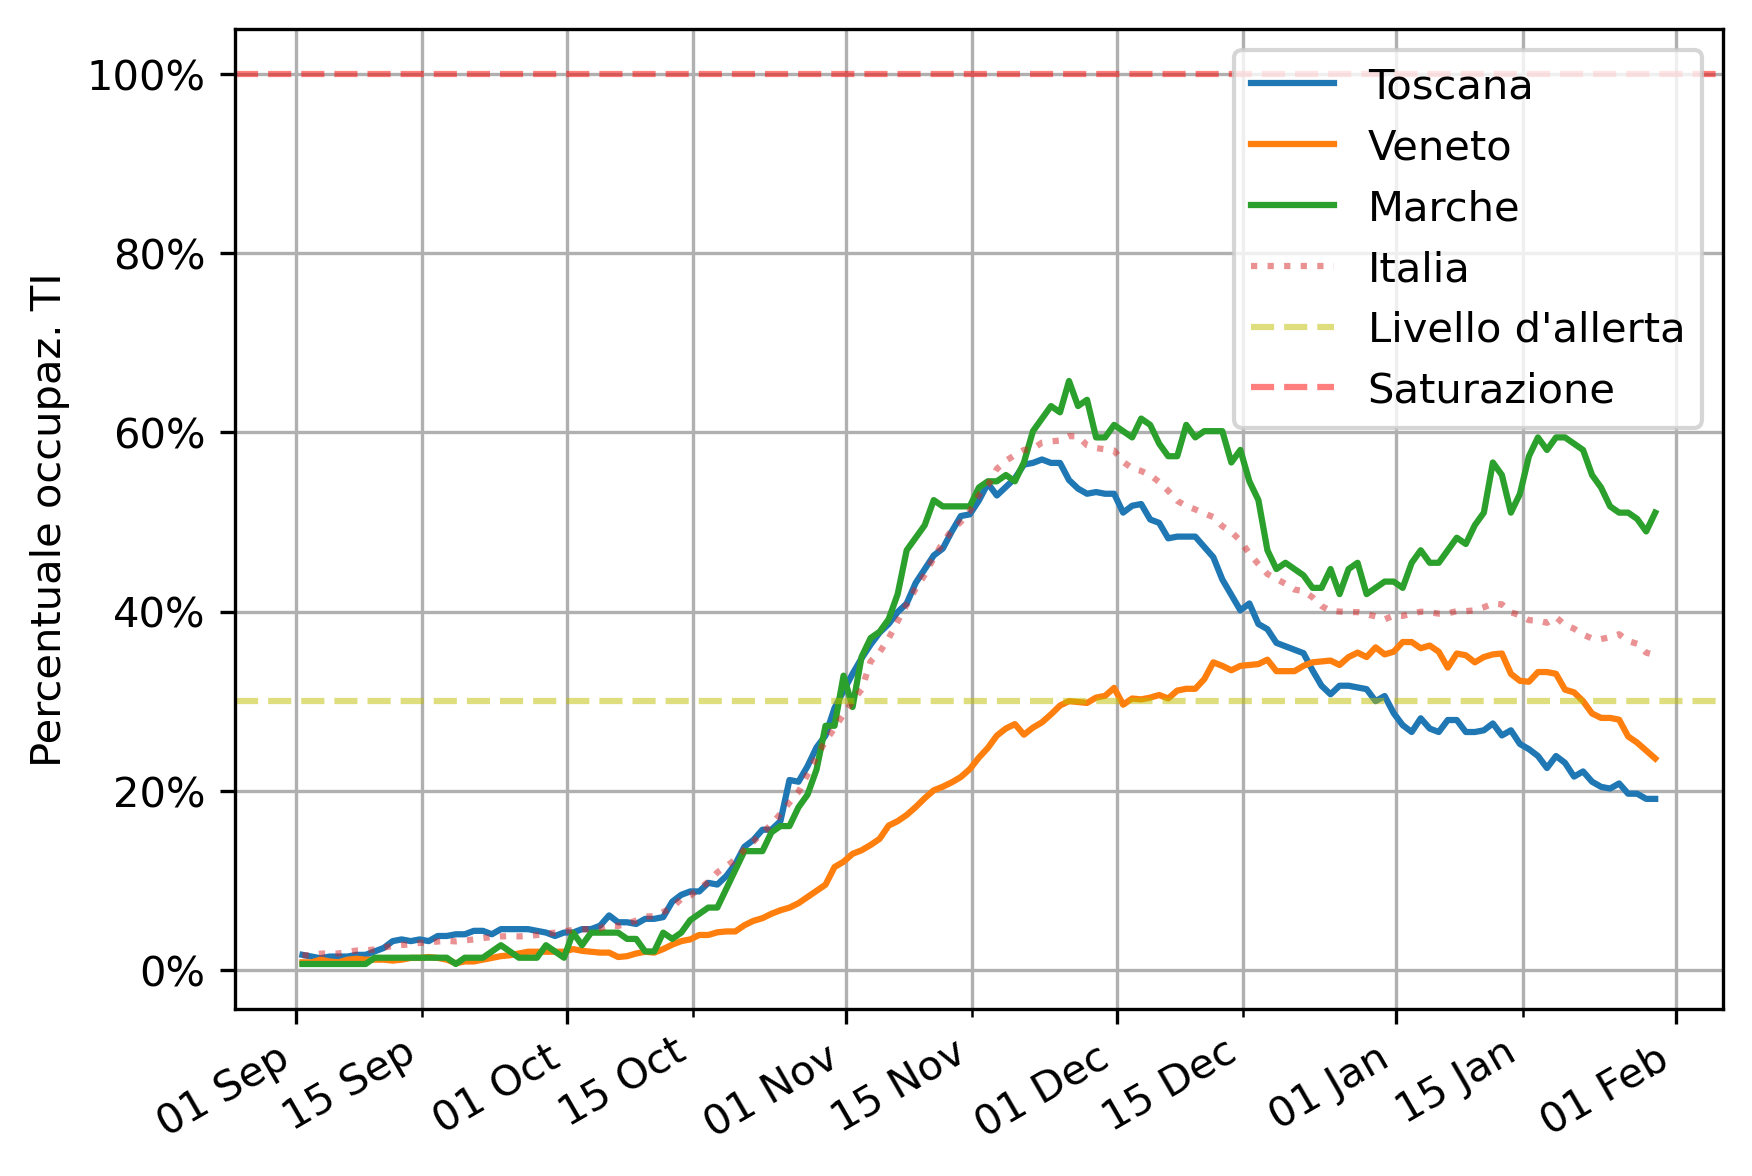 100%
80%
60%
40%
20%
0%
Percentuale occupaz. TI
Toscana
Veneto
Marche
Italia
Livello d'allerta
Saturazione
01 Sep
15 Sep
01 Oct
15 Oct
01 Nov
15 Nov
01 Dec
15 Dec
01 Jan
15 Jan
01 Feb